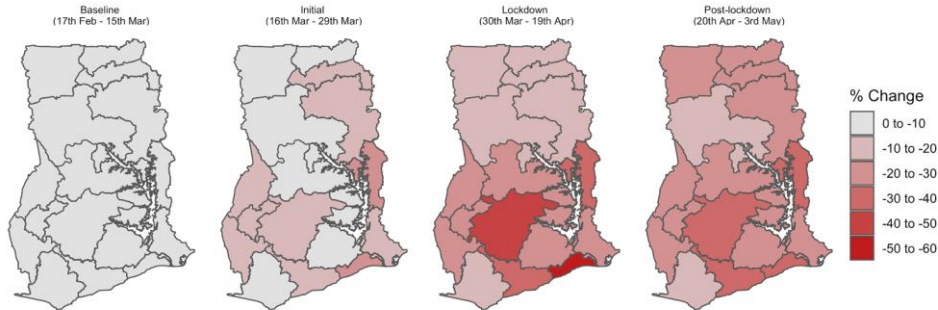 Baseline
(17th Feb - 15th Mar)
Initial
(16th Mar - 29th Mar)
Lockdown
(30th Mar - 19th Apr)
Post-lockdown
(20th Apr - 3rd May)
% Change
0 to -10
-10 to -20
-20 to -30
-30 to -40
-40 to -50
-50 to -60